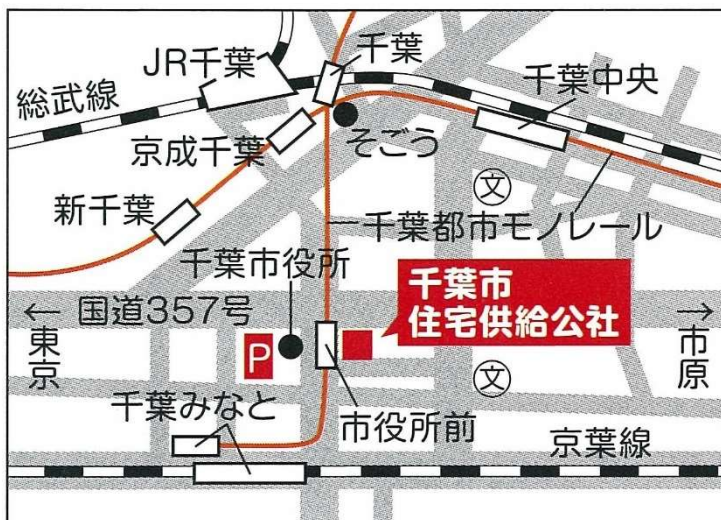 千葉
JR千葉
千葉中央
総武線
京成千葉
そごう
文
新千葉
千葉都市モノレール
千葉市役所
千葉市
住宅供給公社
← 国道357号
→
東京
市原
P
文
千葉みなと
市役所前
京葉線